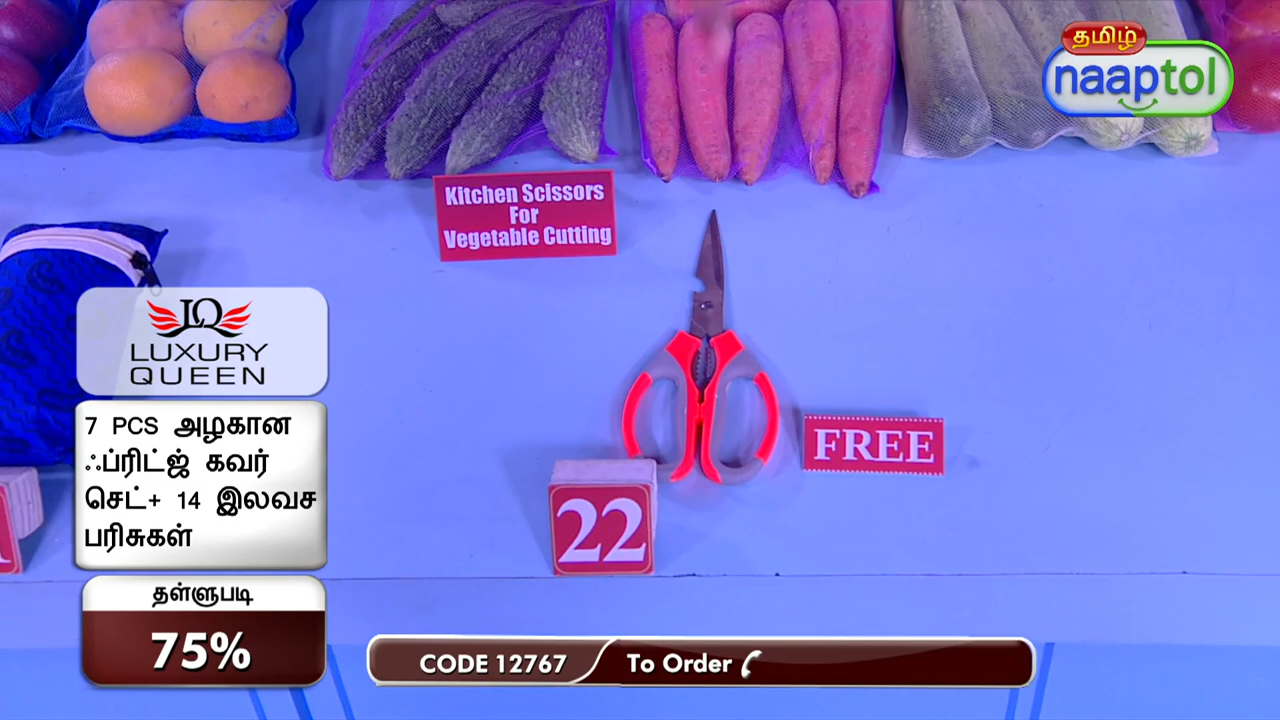 தமிழ்
naaptol
Kitchen Scissors
For
Vegetable Cutting
LQ
LUXURY
QUEEN
FREE
7 PCS அழகான
ஃப்ரிட்ஜ் கவர்
செட்+ 14 இலவச
பரிசுகள்
22
தள்ளுபடி
75%
CODE 12767
To Order